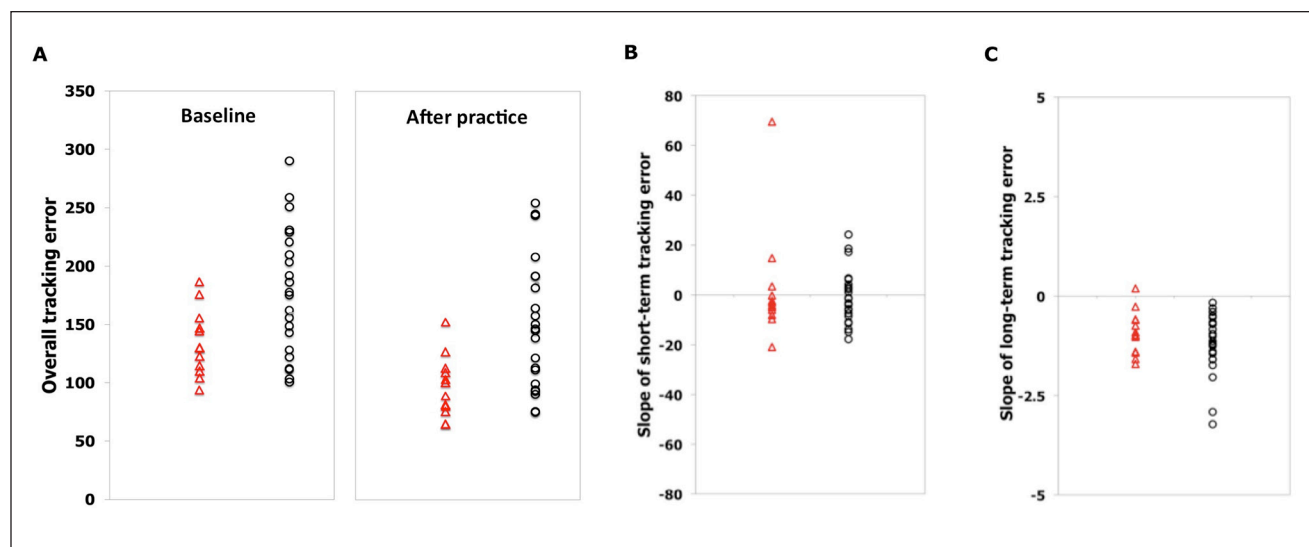 A
Overall tracking error
350
300
250
200
150
100
50
0
Baseline
After practice
B
Slope of short-term tracking error
80
60
40
20
0
-20
-40
-60
-80
C
Slope of long-term tracking error
5
2.5
0
-2.5
-5